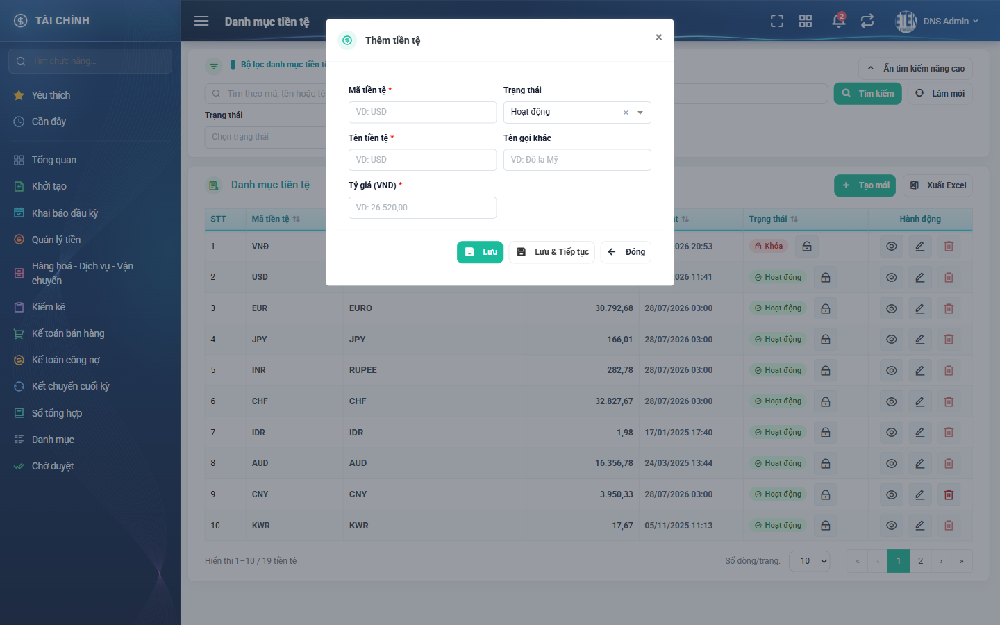 TÀI CHÍNH
Danh mục tiền tệ
2
DNS Admin
Tìm chức năng...
Yêu thích
Gần đây
Tổng quan
Khởi tạo
Khai báo đầu kỳ
Quản lý tiền
Hàng hoá - Dịch vụ - Vận
chuyển
Kiểm kê
Kế toán bán hàng
Kế toán công nợ
Kết chuyển cuối kỳ
Sổ tổng hợp
Danh mục
Chờ duyệt
Bộ lọc danh mục tiền tệ
Ẩn tìm kiếm nâng cao
Tìm theo mã, tên hoặc tên
Tìm kiếm
Làm mới
Trạng thái
Chọn trạng thái
Thêm tiền tệ
×
Mã tiền tệ *
Trạng thái
VD: USD
Hoạt động ×
Tên tiền tệ *
Tên gọi khác
VD: USD
VD: Đô la Mỹ
Tỷ giá (VNĐ) *
VD: 26.520,00
Lưu
Lưu & Tiếp tục
Đóng
Danh mục tiền tệ
Tạo mới
Xuất Excel
STT Mã tiền tệ Trạng thái Hành động
1 VNĐ 20:53 Khóa
2 USD 11:41 Hoạt động
3 EUR EURO 30.792,68 28/07/2026 03:00 Hoạt động
4 JPY JPY 166,01 28/07/2026 03:00 Hoạt động
5 INR RUPEE 282,78 28/07/2026 03:00 Hoạt động
6 CHF CHF 32.827,67 28/07/2026 03:00 Hoạt động
7 IDR IDR 1,98 17/01/2025 17:40 Hoạt động
8 AUD AUD 16.356,78 24/03/2025 13:44 Hoạt động
9 CNY CNY 3.950,33 28/07/2026 03:00 Hoạt động
10 KWR KWR 17,67 05/11/2025 11:13 Hoạt động
Hiển thị 1–10 / 19 tiền tệ
Số dòng/trang: 10
« ‹ 1 2 › »